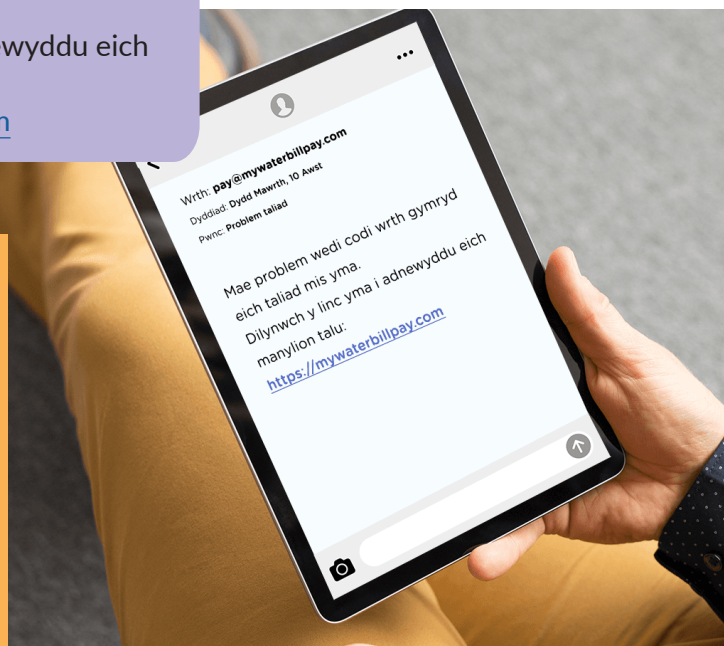 ewyddu eich
Wrth: pay@mywaterbillpay.com
Dyddiad: Dydd Mawrth, 10 Awst
Pwnc: Problem taliad
Mae problem wedi codi wrth gymryd
eich taliad mis yma.
Dilynwch y linc yma i adnewyddu eich
manylion talu:
https://mywaterbillpay.com